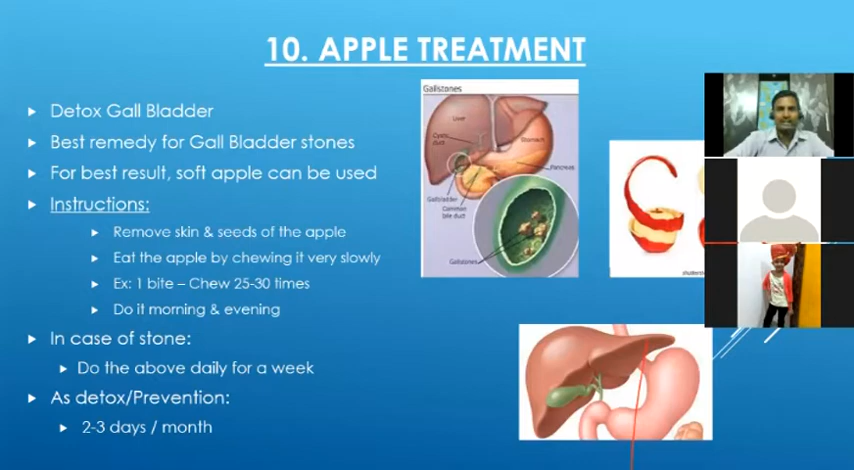 10. APPLE TREATMENT
Detox Gall Bladder
Best remedy for Gall Bladder stones
For best result, soft apple can be used
Instructions:
Remove skin & seeds of the apple
Eat the apple by chewing it very slowly
Ex: 1 bite – Chew 25-30 times
Do it morning & evening
In case of stone:
Do the above daily for a week
As detox/Prevention:
2-3 days / month
Gallstones
Liver
Cystic
duct
Stomach
Pancreas
Gallbladder
Common
bile duct
Gallstones